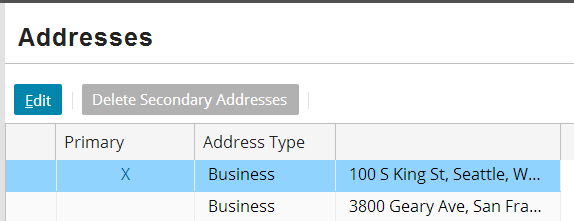 Addresses
Edit Delete Secondary Addresses
Primary Address Type
X Business 100 S King St, Seattle, W...
Business 3800 Geary Ave, San Fra...